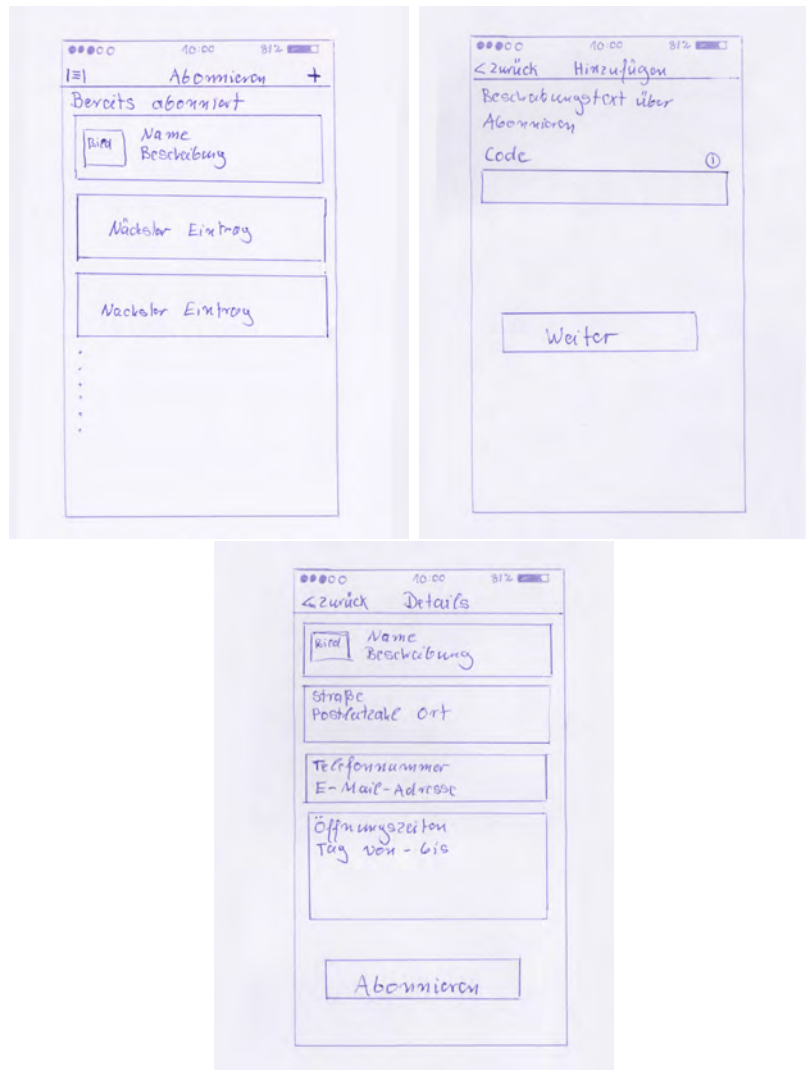 10:00 81%
Abonnieren +
Bereits abonniert
Bild
Name
Beschreibung
Nächster Eintrag
Nächster Eintrag
10:00 81%
< zurück Hinzufügen
Beschreibungstext über
Abonnieren
Code i
Weiter
10:00 81%
< zurück Details
Bild
Name
Beschreibung
Straße
Postleitzahl Ort
Telefonnummer
E-Mail-Adresse
Öffnungszeiten
Tag von - bis
Abonnieren